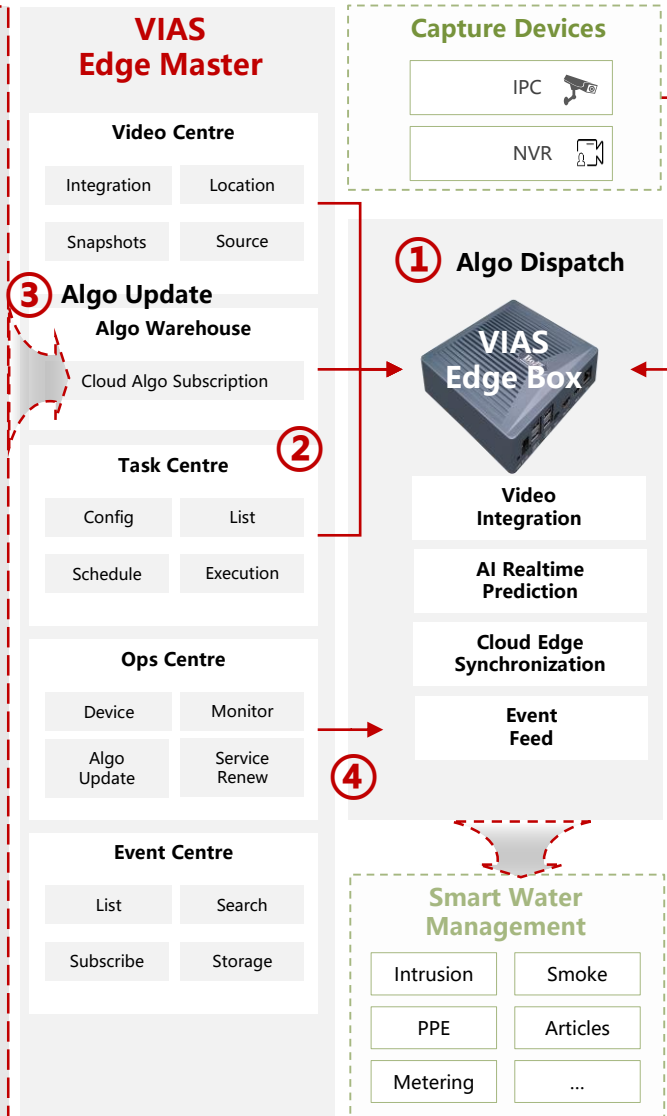 VIAS
Edge Master
Video Centre
Integration
Location
Snapshots
Source
③ Algo Update
Algo Warehouse
Cloud Algo Subscription
②
Task Centre
Config
List
Schedule
Execution
Ops Centre
Device
Monitor
Algo
Update
Service
Renew
④
Event Centre
List
Search
Subscribe
Storage
Capture Devices
IPC
NVR
① Algo Dispatch
VIAS
Edge Box
Video
Integration
AI Realtime
Prediction
Cloud Edge
Synchronization
Event
Feed
Smart Water
Management
Intrusion
Smoke
PPE
Articles
Metering
...